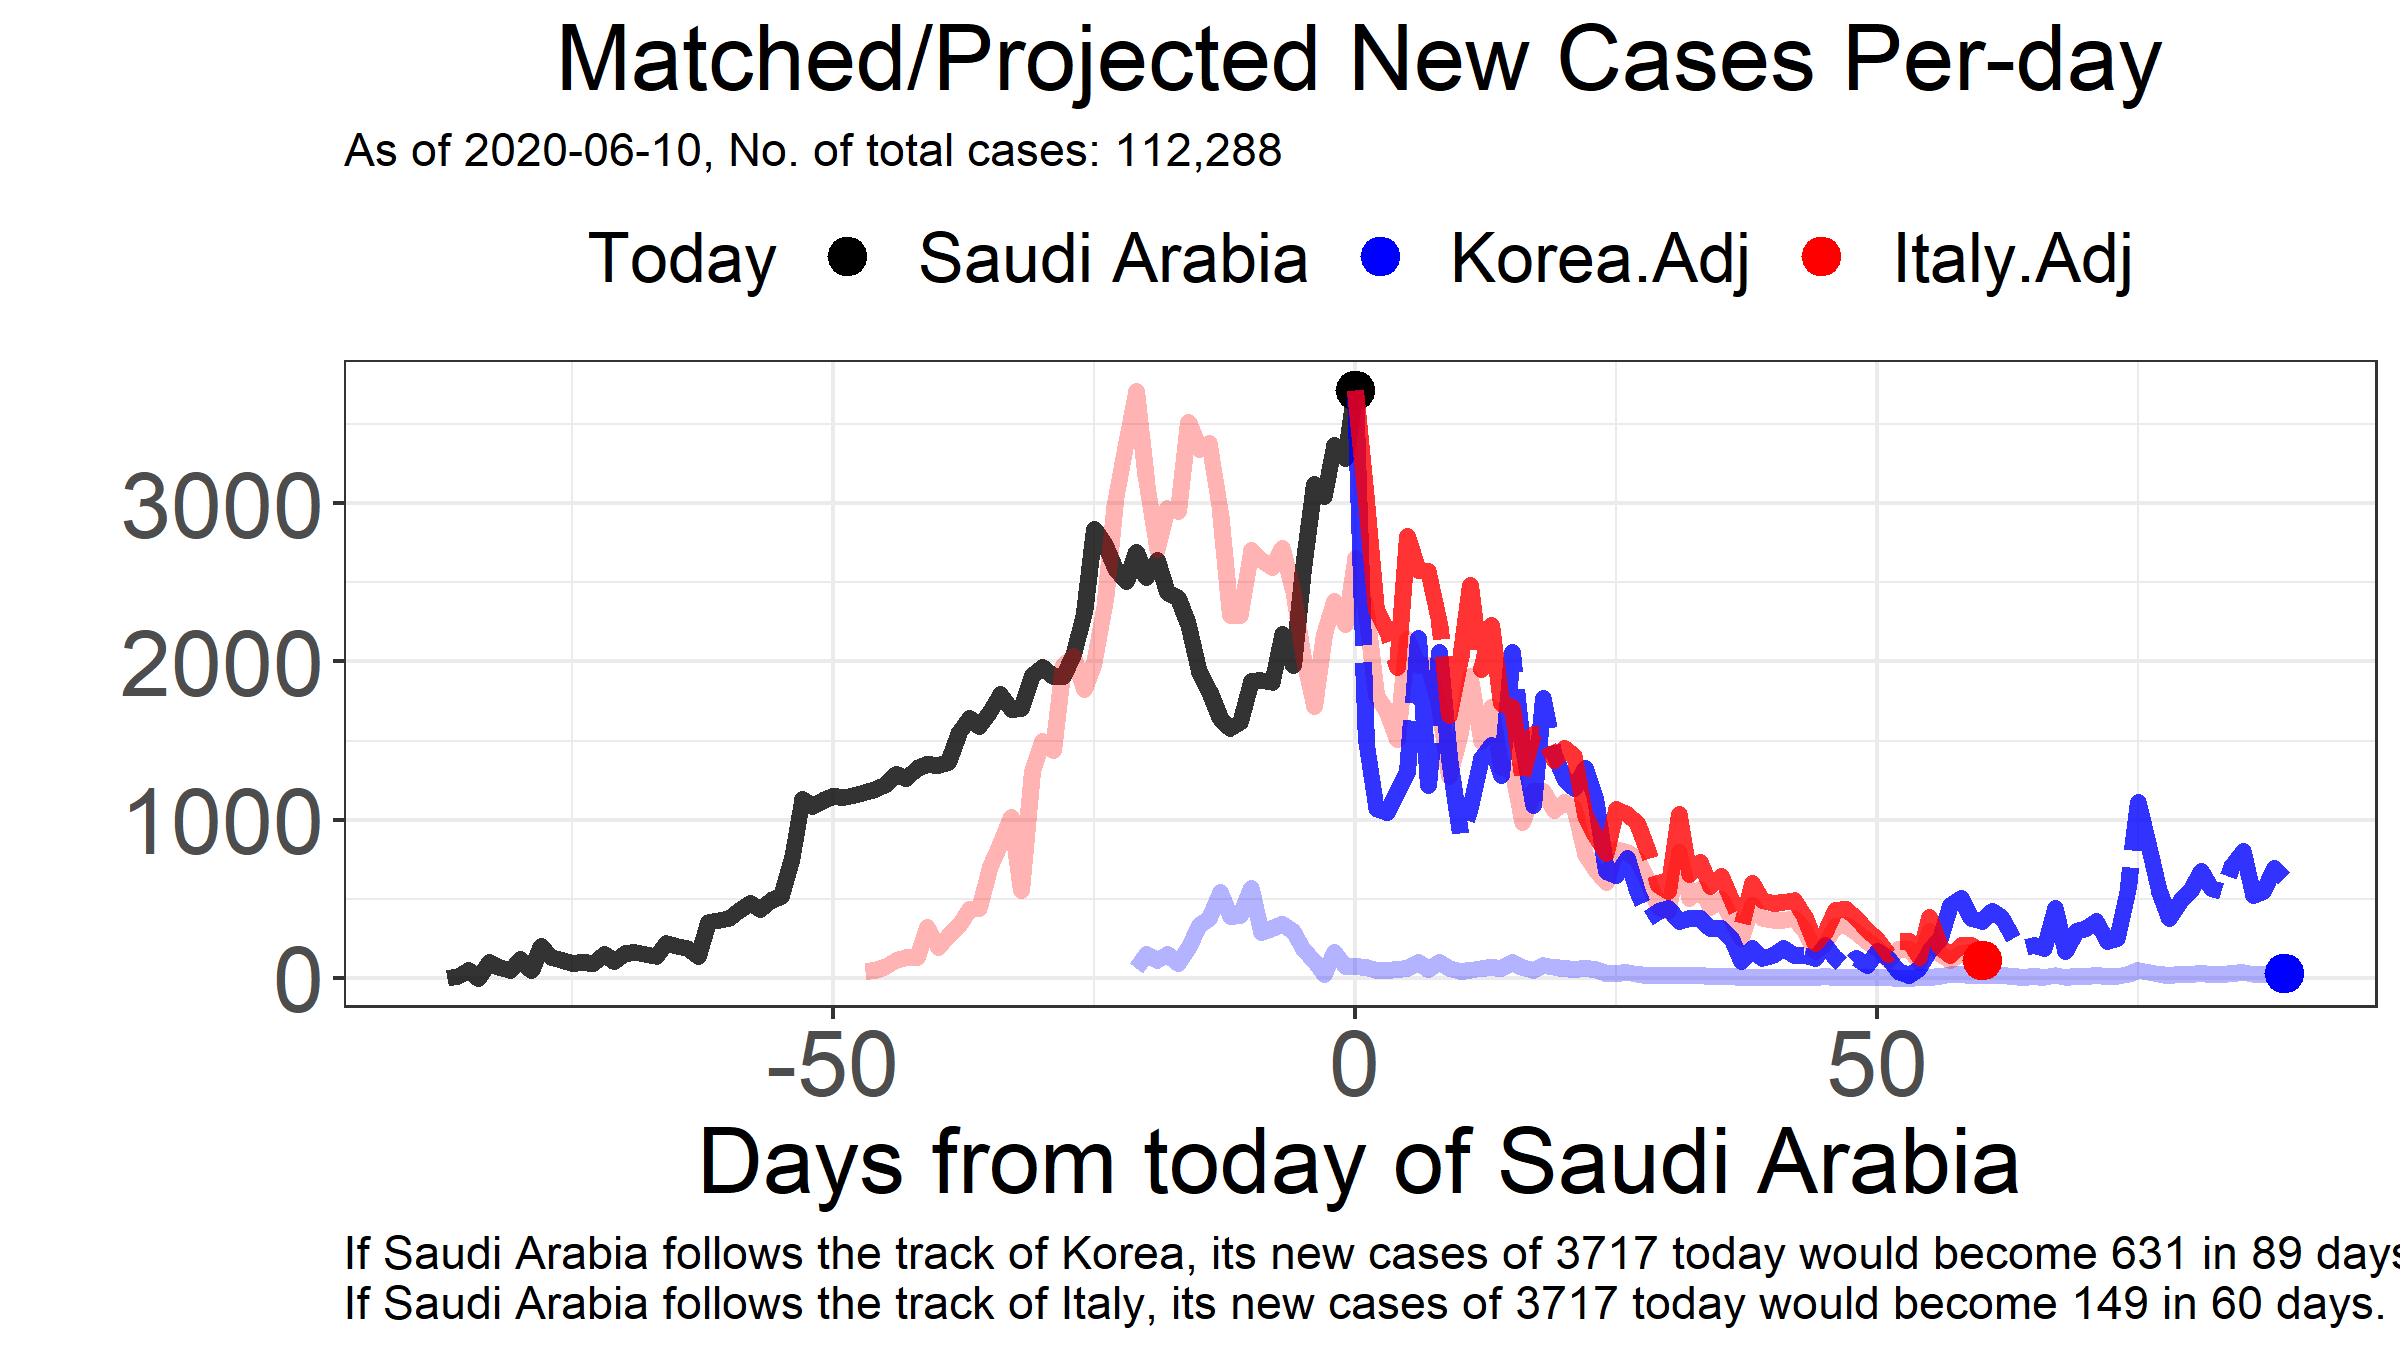 Matched/Projected New Cases Per-day
As of 2020-06-10, No. of total cases: 112,288
Today Saudi Arabia Korea.Adj Italy.Adj
3000
2000
1000
0
-50 0 50
Days from today of Saudi Arabia
If Saudi Arabia follows the track of Korea, its new cases of 3717 today would become 631 in 89 days
If Saudi Arabia follows the track of Italy, its new cases of 3717 today would become 149 in 60 days.